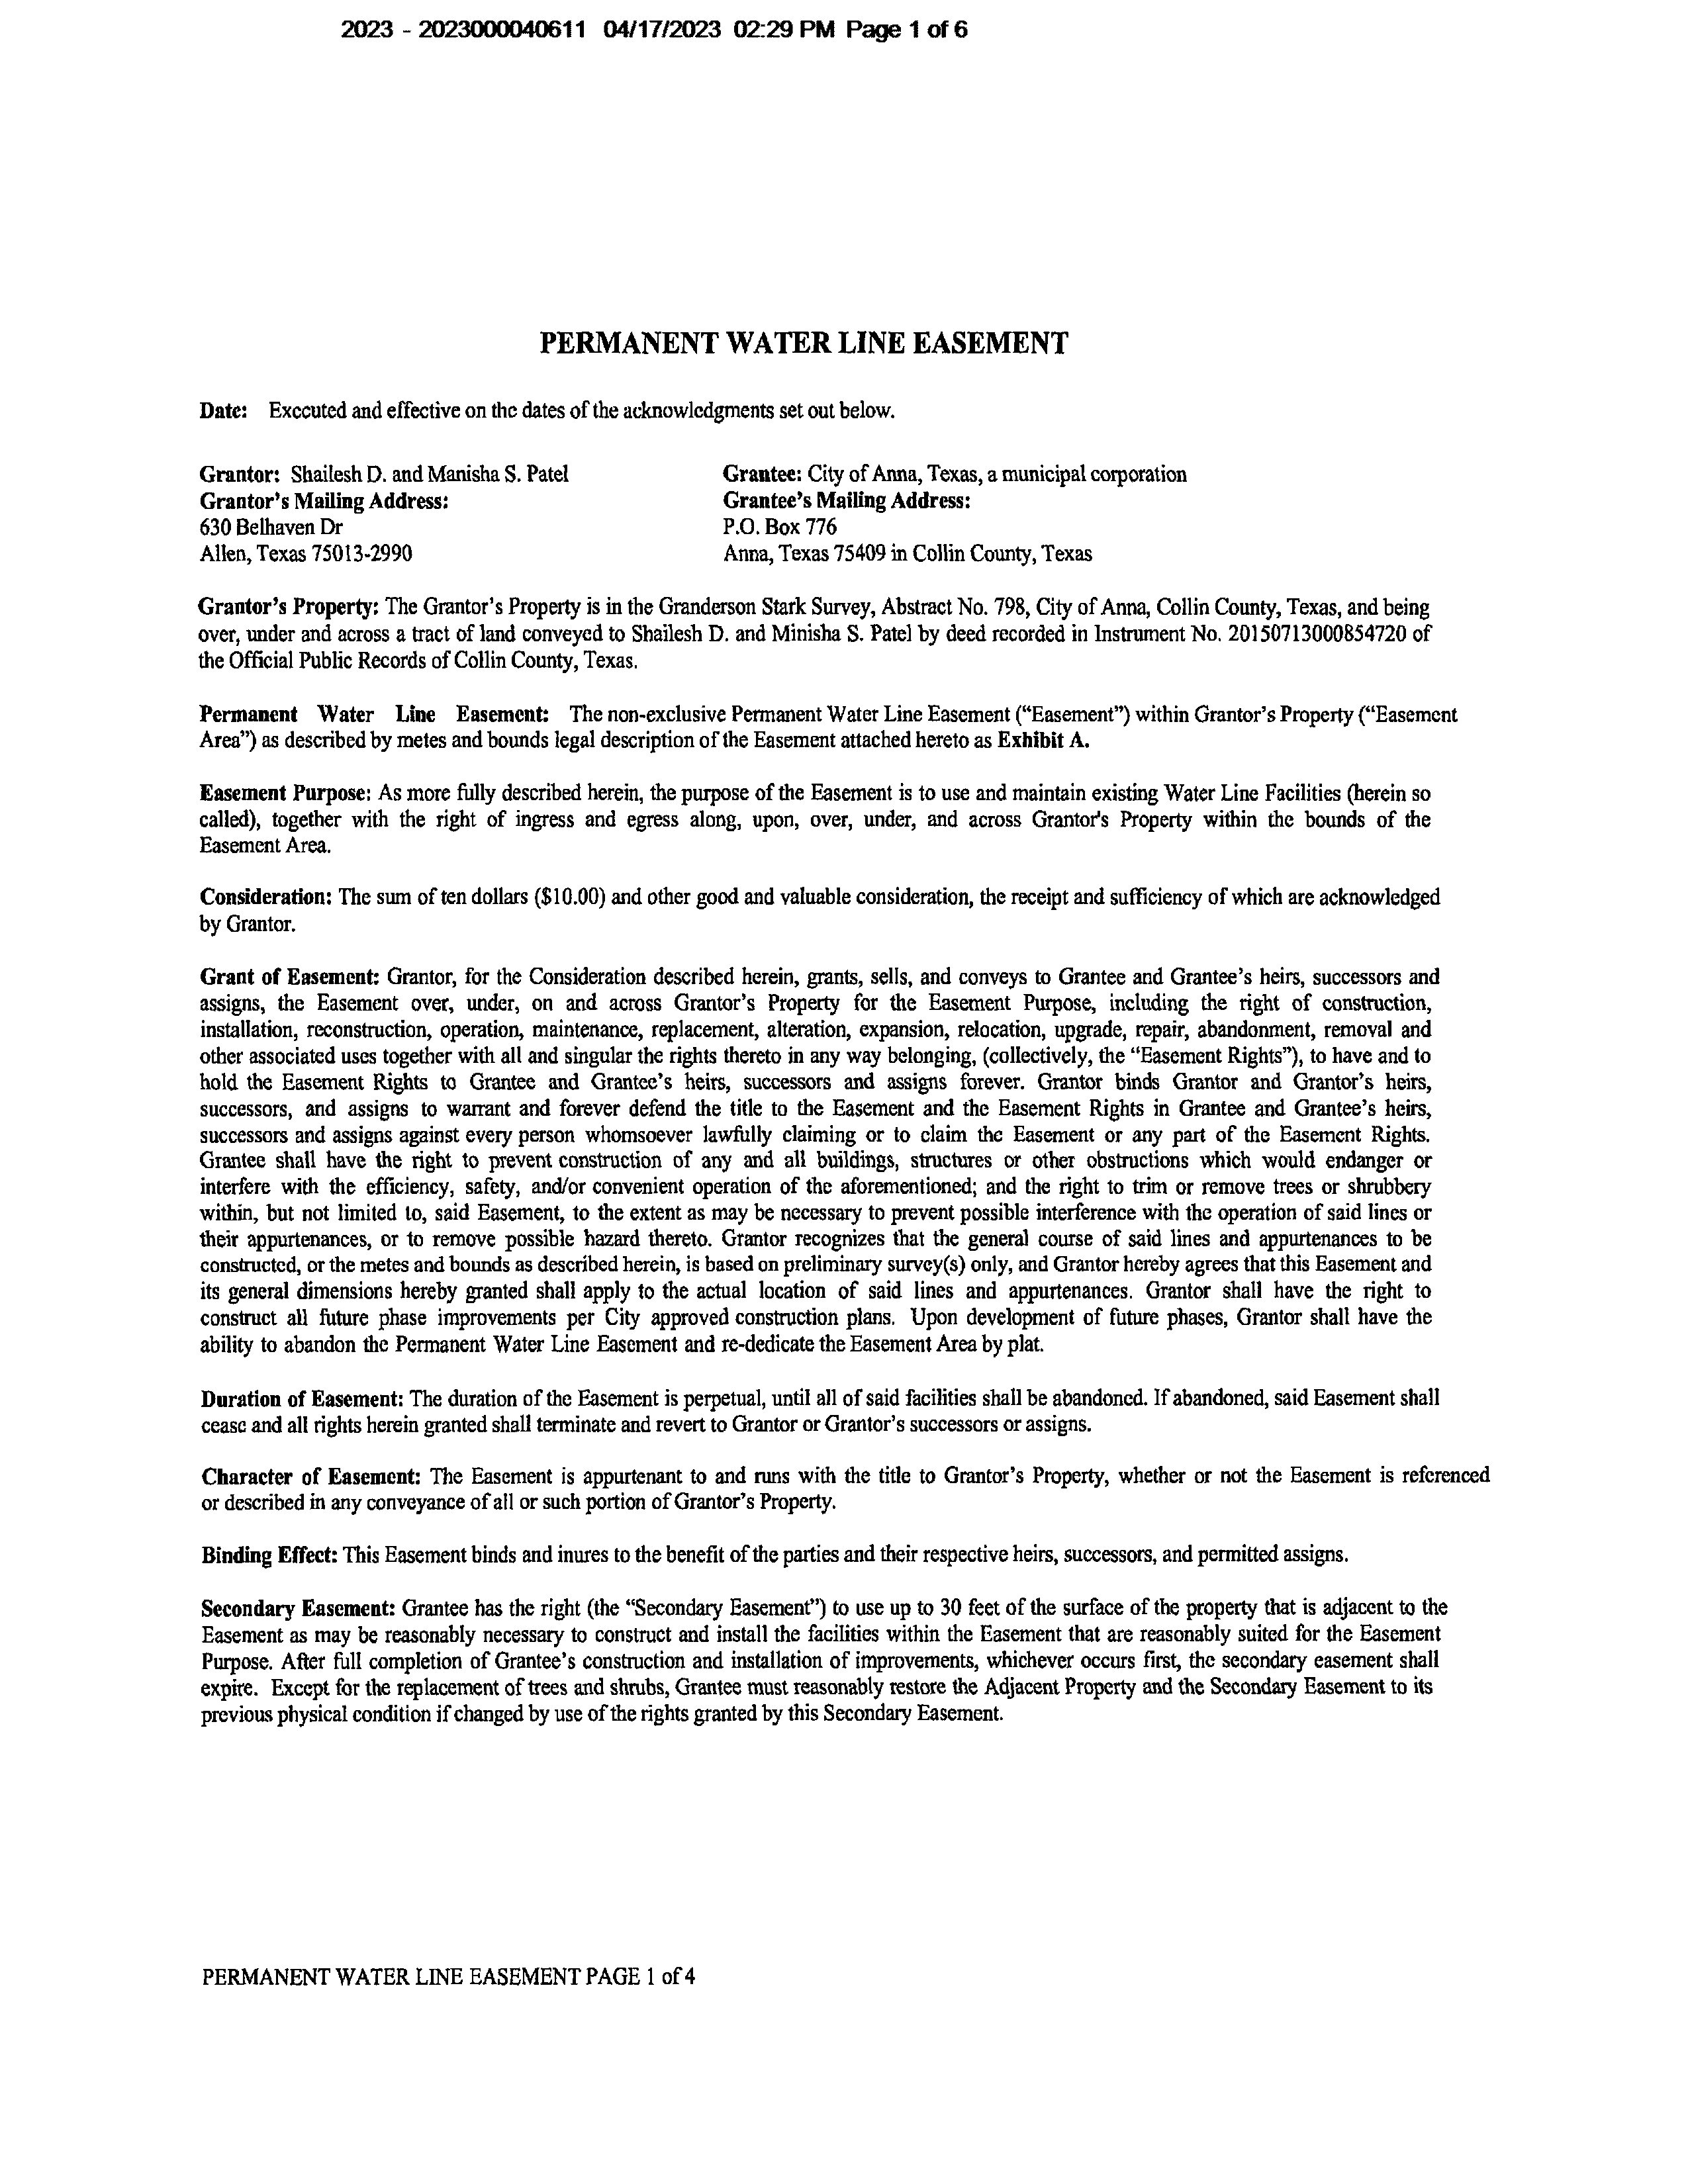 2023 - 2023000040611 04/17/2023 02:29 PM Page 1 of 6
PERMANENT WATER LINE EASEMENT
Date: Executed and effective on the dates of the acknowledgments set out below.
Grantor: Shailesh D. and Manisha S. Patel
Grantor's Mailing Address:
630 Belhaven Dr
Allen, Texas 75013-2990
Grantee: City of Anna, Texas, a municipal corporation
Grantee's Mailing Address:
P.O. Box 776
Anna, Texas 75409 in Collin County, Texas
Grantor's Property: The Grantor's Property is in the Granderson Stark Survey, Abstract No. 798, City of Anna, Collin County, Texas, and being
over, under and across a tract of land conveyed to Shailesh D. and Minisha S. Patel by deed recorded in Instrument No. 20150713000854720 of
the Official Public Records of Collin County, Texas.
Permanent Water Line Easement: The non-exclusive Permanent Water Line Easement ("Easement") within Grantor's Property ("Easement
Area") as described by metes and bounds legal description of the Easement attached hereto as Exhibit A.
Easement Purpose: As more fully described herein, the purpose of the Easement is to use and maintain existing Water Line Facilities (herein so
called), together with the right of ingress and egress along, upon, over, under, and across Grantor's Property within the bounds of the
Easement Area.
Consideration: The sum of ten dollars ($10.00) and other good and valuable consideration, the receipt and sufficiency of which are acknowledged
by Grantor.
Grant of Easement: Grantor, for the Consideration described herein, grants, sells, and conveys to Grantee and Grantee's heirs, successors and
assigns, the Easement over, under, on and across Grantor's Property for the Easement Purpose, including the right of construction,
installation, reconstruction, operation, maintenance, replacement, alteration, expansion, relocation, upgrade, repair, abandonment, removal and
other associated uses together with all and singular the rights thereto in any way belonging, (collectively, the "Easement Rights"), to have and to
hold the Easement Rights to Grantee and Grantee's heirs, successors and assigns forever. Grantor binds Grantor and Grantor's heirs,
successors, and assigns to warrant and forever defend the title to the Easement and the Easement Rights in Grantee and Grantee's heirs,
successors and assigns against every person whomsoever lawfully claiming or to claim the Easement or any part of the Easement Rights.
Grantee shall have the right to prevent construction of any and all buildings, structures or other obstructions which would endanger or
interfere with the efficiency, safety, and/or convenient operation of the aforementioned; and the right to trim or remove trees or shrubbery
within, but not limited to, said Easement, to the extent as may be necessary to prevent possible interference with the operation of said lines or
their appurtenances, or to remove possible hazard thereto. Grantor recognizes that the general course of said lines and appurtenances to be
constructed, or the metes and bounds as described herein, is based on preliminary survey(s) only, and Grantor hereby agrees that this Easement and
its general dimensions hereby granted shall apply to the actual location of said lines and appurtenances. Grantor shall have the right to
construct all future phase improvements per City approved construction plans. Upon development of future phases, Grantor shall have the
ability to abandon the Permanent Water Line Easement and re-dedicate the Easement Area by plat.
Duration of Easement: The duration of the Easement is perpetual, until all of said facilities shall be abandoned. If abandoned, said Easement shall
cease and all rights herein granted shall terminate and revert to Grantor or Grantor's successors or assigns.
Character of Easement: The Easement is appurtenant to and runs with the title to Grantor's Property, whether or not the Easement is referenced
or described in any conveyance of all or such portion of Grantor's Property.
Binding Effect: This Easement binds and inures to the benefit of the parties and their respective heirs, successors, and permitted assigns.
Secondary Easement: Grantee has the right (the "Secondary Easement") to use up to 30 feet of the surface of the property that is adjacent to the
Easement as may be reasonably necessary to construct and install the facilities within the Easement that are reasonably suited for the Easement
Purpose. After full completion of Grantee's construction and installation of improvements, whichever occurs first, the secondary easement shall
expire. Except for the replacement of trees and shrubs, Grantee must reasonably restore the Adjacent Property and the Secondary Easement to its
previous physical condition if changed by use of the rights granted by this Secondary Easement.
PERMANENT WATER LINE EASEMENT PAGE 1 of 4